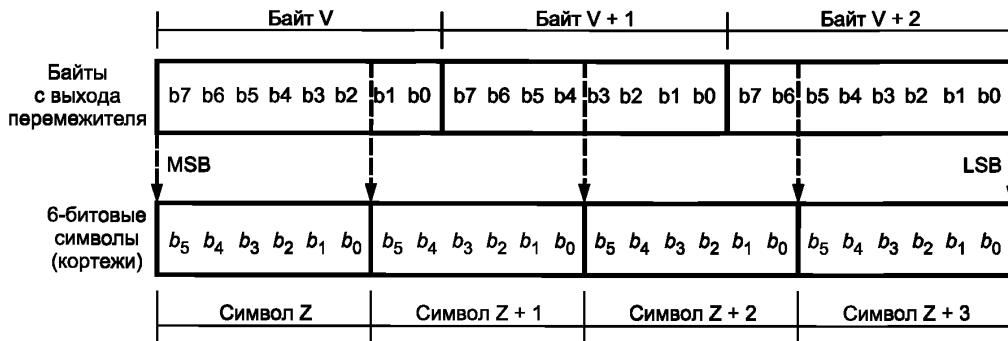 Байт V Байт V + 1 Байт V + 2
Байты
с выхода
перемежителя
b7 b6 b5 b4 b3 b2 b1 b0 b7 b6 b5 b4 b3 b2 b1 b0 b7 b6 b5 b4 b3 b2 b1 b0
MSB LSB
6-битовые
символы
(кортежи)
b₅ b₄ b₃ b₂ b₁ b₀ b₅ b₄ b₃ b₂ b₁ b₀ b₅ b₄ b₃ b₂ b₁ b₀ b₅ b₄ b₃ b₂ b₁ b₀
Символ Z Символ Z + 1 Символ Z + 2 Символ Z + 3